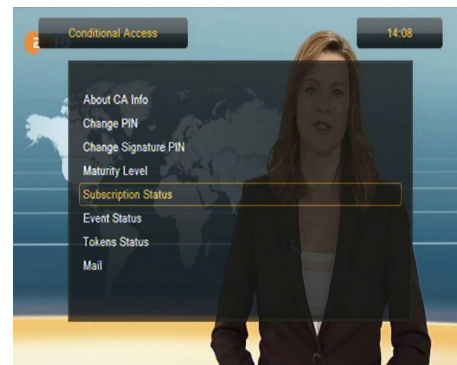 Conditional Access
14:08
About CA Info
Change PIN
Change Signature PIN
Maturity Level
Subscription Status
Event Status
Tokens Status
Mail